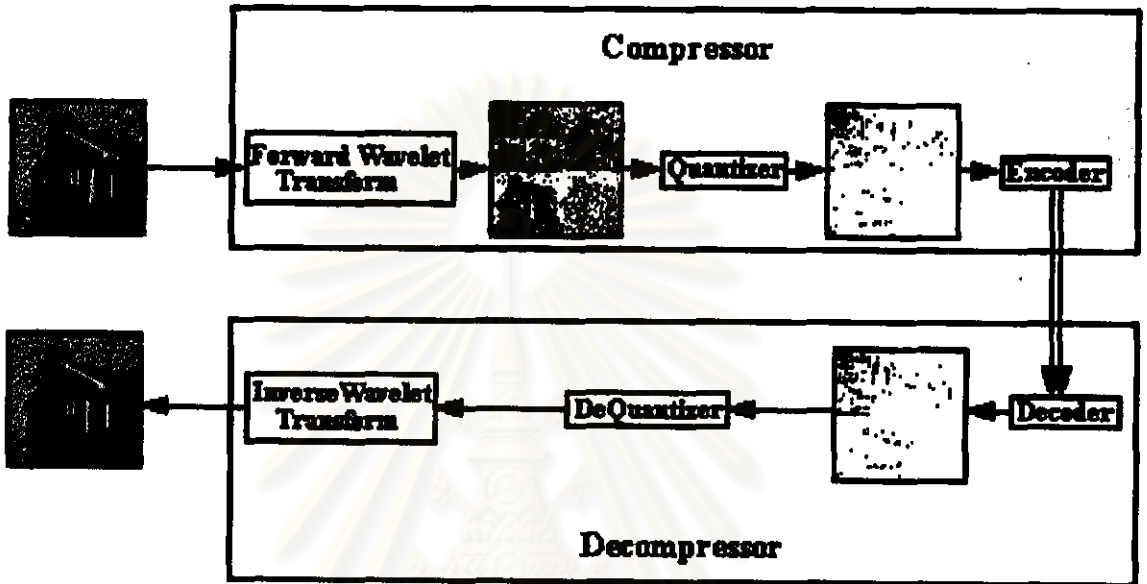 Compressor
Forward Wavelet
Transform
Quantizer
Encoder
Inverse Wavelet
Transform
DeQuantizer
Decoder
Decompressor